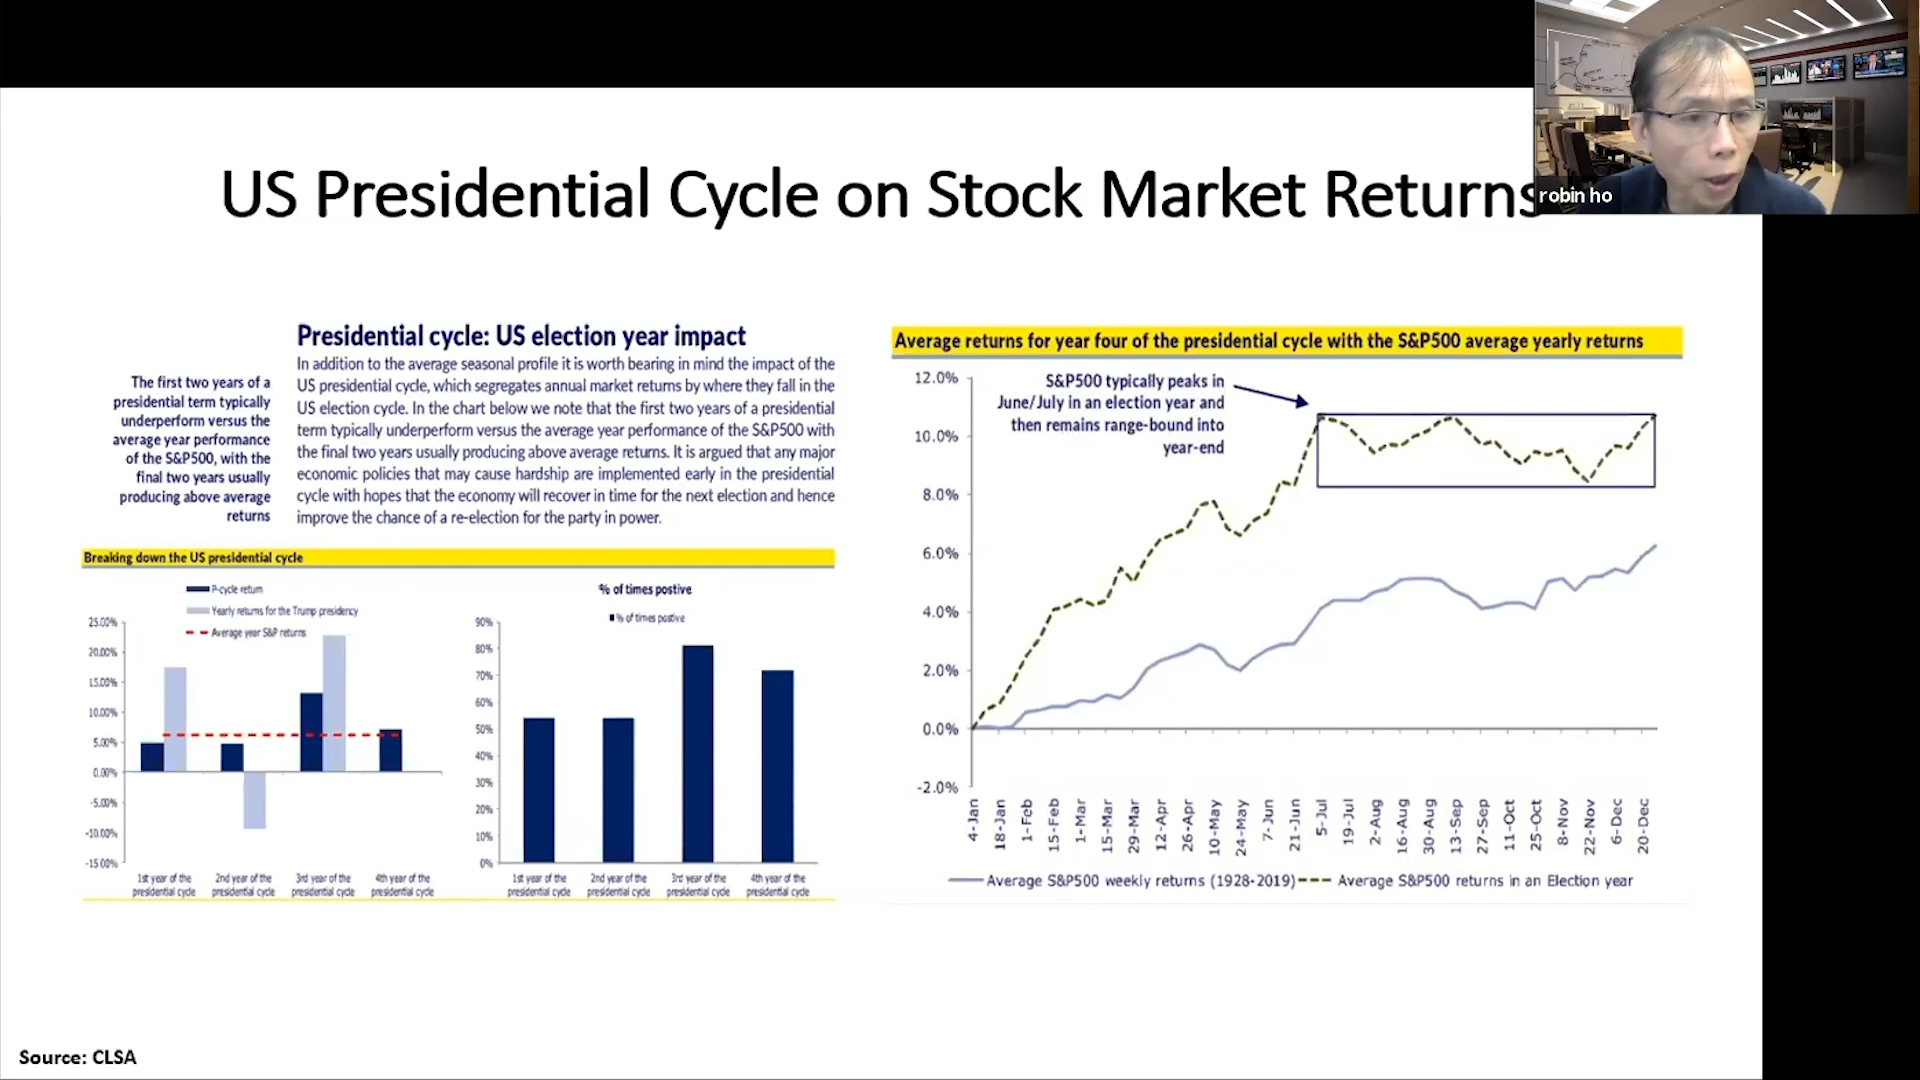 US Presidential Cycle on Stock Market Returns
robin ho
Presidential cycle: US election year impact
In addition to the average seasonal profile it is worth bearing in mind the impact of the
US presidential cycle, which segregates annual market returns by where they fall in the
US election cycle. In the chart below we note that the first two years of a presidential
term typically underperform versus the average year performance of the S&P500 with
the final two years usually producing above average returns. It is argued that any major
economic policies that may cause hardship are implemented early in the presidential
cycle with hopes that the economy will recover in time for the next election and hence
improve the chance of a re-election for the party in power.
The first two years of a
presidential term typically
underperform versus the
average year performance
of the S&P500, with the
final two years usually
producing above average
returns
Breaking down the US presidential cycle
P-cycle return
Yearly returns for the Trump presidency
Average year S&P returns
25.00%
20.00%
15.00%
10.00%
5.00%
0.00%
-5.00%
-10.00%
-15.00%
1st year of the
presidential cycle
2nd year of the
presidential cycle
3rd year of the
presidential cycle
4th year of the
presidential cycle
% of times postive
% of times postive
90%
80%
70%
60%
50%
40%
30%
20%
10%
0%
1st year of the
presidential cycle
2nd year of the
presidential cycle
3rd year of the
presidential cycle
4th year of the
presidential cycle
Average returns for year four of the presidential cycle with the S&P500 average yearly returns
S&P500 typically peaks in
June/July in an election year and
then remains range-bound into
year-end
12.0%
10.0%
8.0%
6.0%
4.0%
2.0%
0.0%
-2.0%
4-Jan
18-Jan
1-Feb
15-Feb
1-Mar
15-Mar
29-Mar
12-Apr
26-Apr
10-May
24-May
7-Jun
21-Jun
5-Jul
19-Jul
2-Aug
16-Aug
30-Aug
13-Sep
27-Sep
11-Oct
25-Oct
8-Nov
22-Nov
6-Dec
20-Dec
Average S&P500 weekly returns (1928-2019)
Average S&P500 returns in an Election year
Source: CLSA